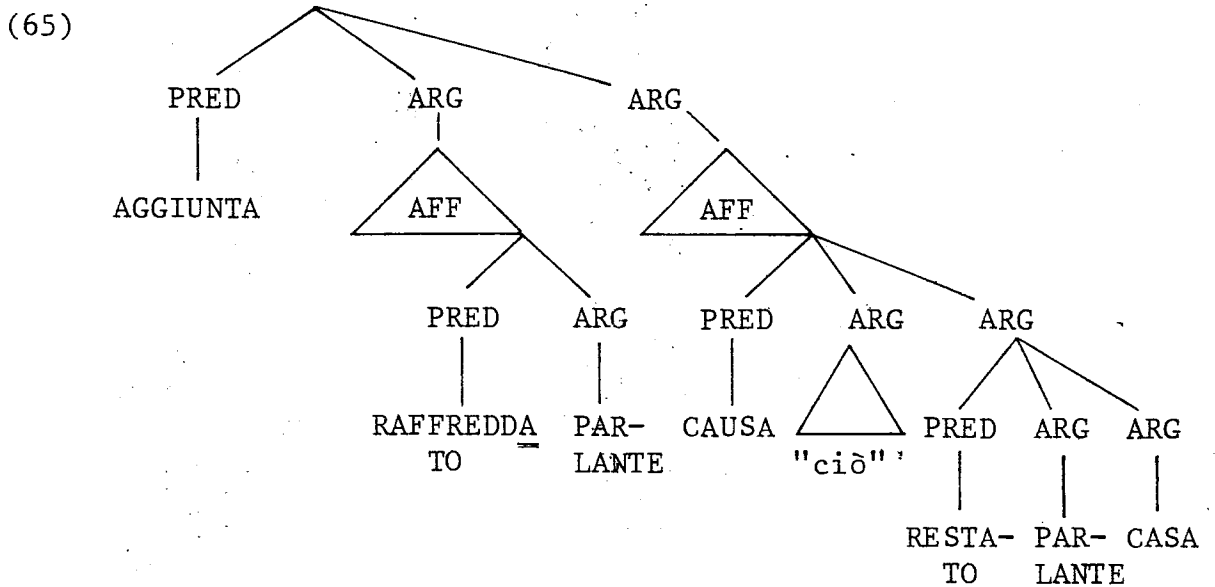 (65)
PRED ARG ARG
AGGIUNTA AFF AFF
PRED ARG PRED ARG ARG
RAFFREDDA PAR- CAUSA PRED ARG ARG
TO LANTE "ciò"
RESTA- PAR- CASA
TO LANTE